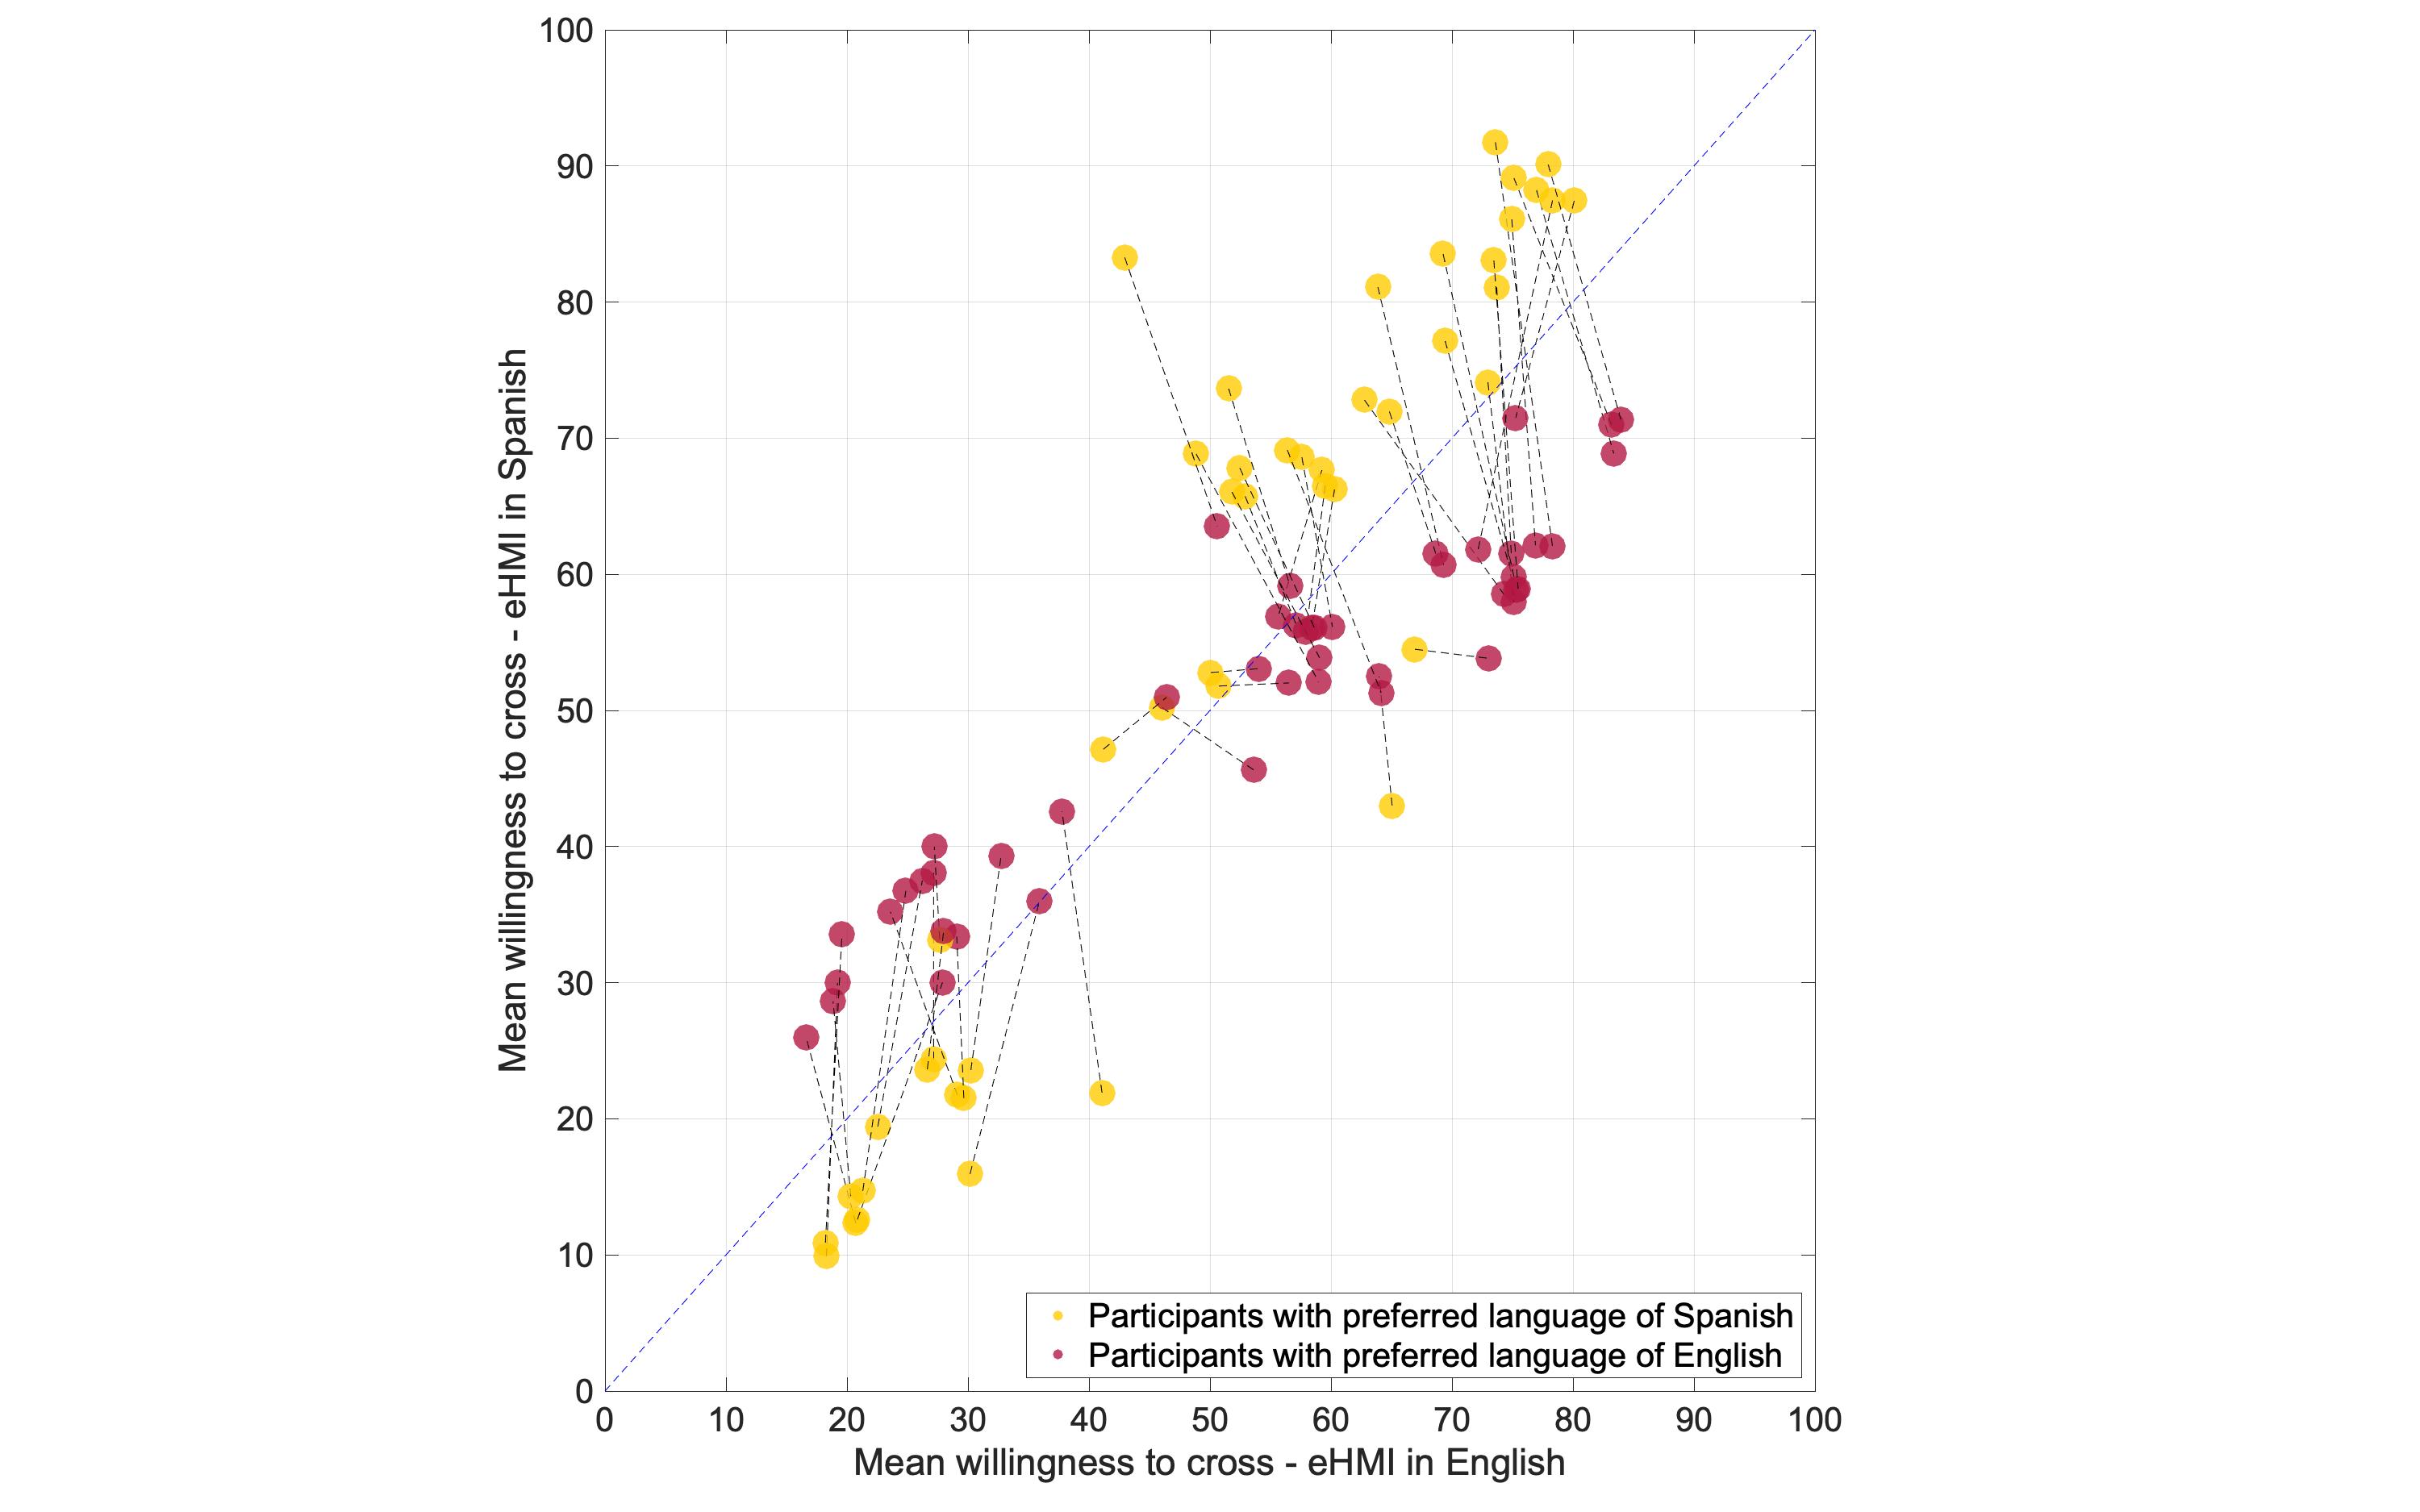 Mean willingness to cross - eHMI in Spanish
100
90
80
70
60
50
40
30
20
10
0
0 10 20 30 40 50 60 70 80 90 100
Mean willingness to cross - eHMI in English
Participants with preferred language of Spanish
Participants with preferred language of English